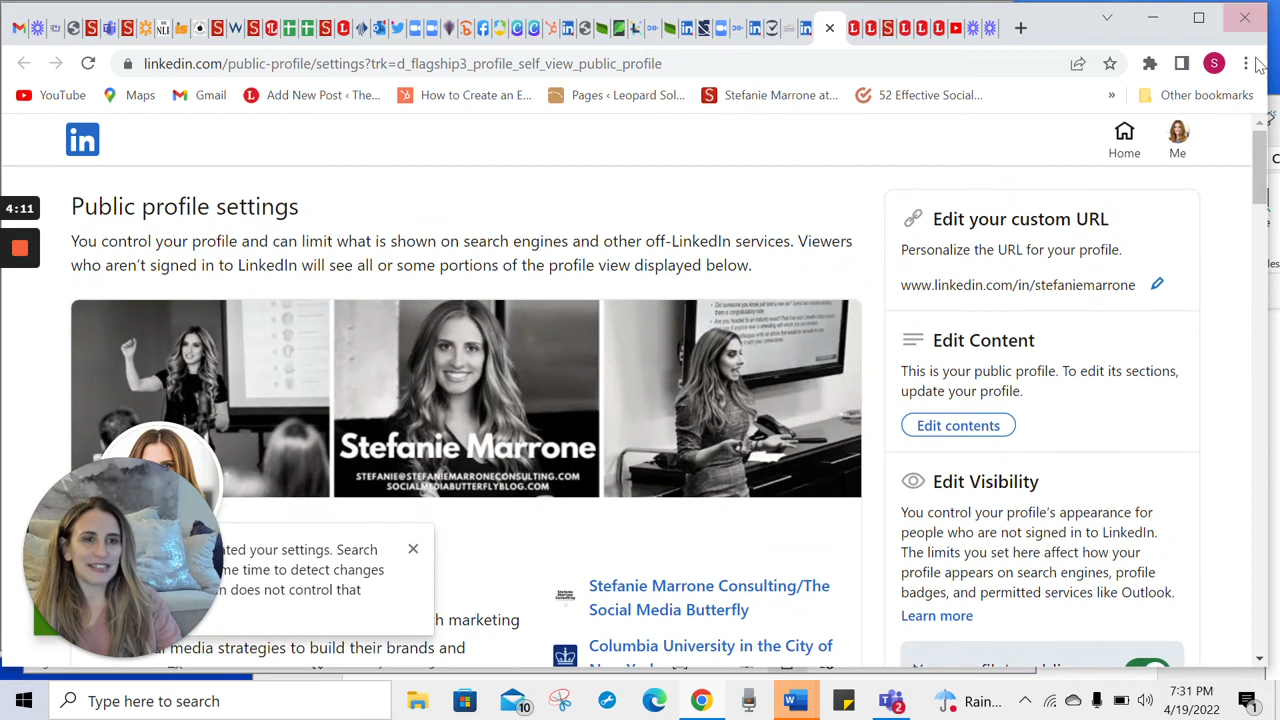 linkedin.com/public-profile/settings?trk=d_flagship3_profile_self_view_public_profile
S
YouTube
Maps
Gmail
Add New Post ‹ The...
How to Create an E...
Pages ‹ Leopard Sol...
Stefanie Marrone at...
52 Effective Social...
»
Other bookmarks
in
Home
Me
4:11
Public profile settings
You control your profile and can limit what is shown on search engines and other off-LinkedIn services. Viewers
who aren't signed in to LinkedIn will see all or some portions of the profile view displayed below.
Stefanie Marrone
STEFANIE@STEFANIEMARRONECONSULTING.COM
SOCIALMEDIABUTTERFLYBLOG.COM
ted your settings. Search
me time to detect changes
n does not control that
Stefanie Marrone Consulting/The
Social Media Butterfly
Columbia University in the City of
h marketing
media strategies to build their brands and
Edit your custom URL
Personalize the URL for your profile.
www.linkedin.com/in/stefaniemarrone
Edit Content
This is your public profile. To edit its sections,
update your profile.
Edit contents
Edit Visibility
You control your profile's appearance for
people who are not signed in to LinkedIn.
The limits you set here affect how your
profile appears on search engines, profile
badges, and permitted services like Outlook.
Learn more
Type here to search
10
2
Rain...
7:31 PM
4/19/2022
1